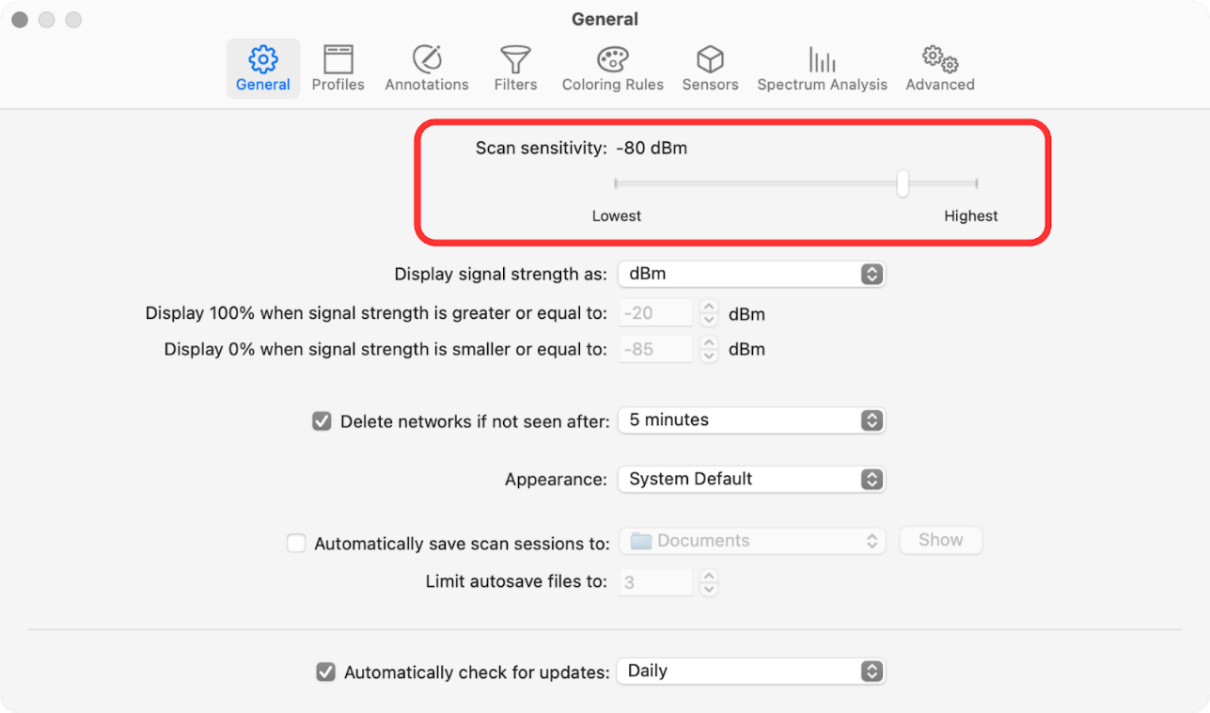 General
General Profiles Annotations Filters Coloring Rules Sensors Spectrum Analysis Advanced
Scan sensitivity: -80 dBm
Lowest Highest
Display signal strength as: dBm
Display 100% when signal strength is greater or equal to: -20 dBm
Display 0% when signal strength is smaller or equal to: -85 dBm
Delete networks if not seen after: 5 minutes
Appearance: System Default
Automatically save scan sessions to: Documents Show
Limit autosave files to: 3
Automatically check for updates: Daily